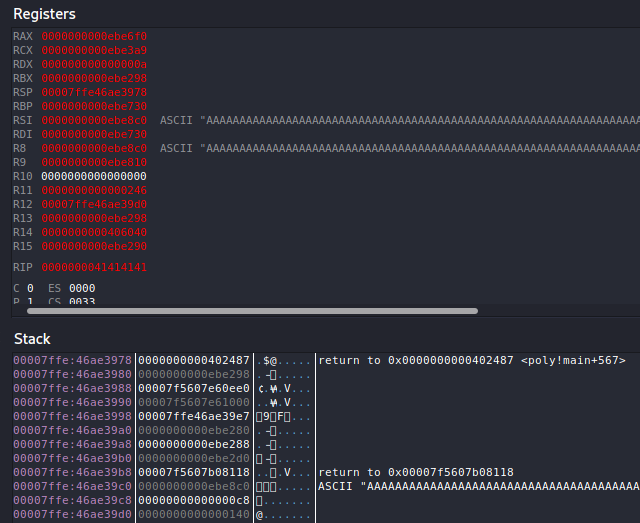 Registers
RAX 0000000000ebe6f0
RCX 0000000000ebe3a9
RDX 000000000000000a
RBX 0000000000ebe298
RSP 00007ffe46ae3978
RBP 0000000000ebe730
RSI 0000000000ebe8c0 ASCII "AAAAAAAAAAAAAAAAAAAAAAAAAAAAAAAAAAAAAAAAAAAAAAAAAAAAAAAAAAAAAAAAAA
RDI 0000000000ebe730
R8 0000000000ebe8c0 ASCII "AAAAAAAAAAAAAAAAAAAAAAAAAAAAAAAAAAAAAAAAAAAAAAAAAAAAAAAAAAAAAAAAAA
R9 0000000000ebe810
R10 0000000000000000
R11 0000000000000246
R12 00007ffe46ae39d0
R13 0000000000ebe298
R14 0000000000406040
R15 0000000000ebe290
RIP 0000000041414141
C 0 ES 0000
P 1 CS 0033
Stack
00007ffe:46ae3978 0000000000402487 .$@..... return to 0x0000000000402487 <poly!main+567>
00007ffe:46ae3980 0000000000ebe298
00007ffe:46ae3988 00007f5607e60ee0
00007ffe:46ae3990 00007f5607e61000
00007ffe:46ae3998 00007ffe46ae39e7
00007ffe:46ae39a0 0000000000ebe280
00007ffe:46ae39a8 0000000000ebe288
00007ffe:46ae39b0 0000000000ebe2d0
00007ffe:46ae39b8 00007f5607b08118 return to 0x00007f5607b08118
00007ffe:46ae39c0 0000000000ebe8c0 ASCII "AAAAAAAAAAAAAAAAAAAAAAAAAAAAAAAAAAAAAAAAAA
00007ffe:46ae39c8 00000000000000c8
00007ffe:46ae39d0 0000000000000140 @.......